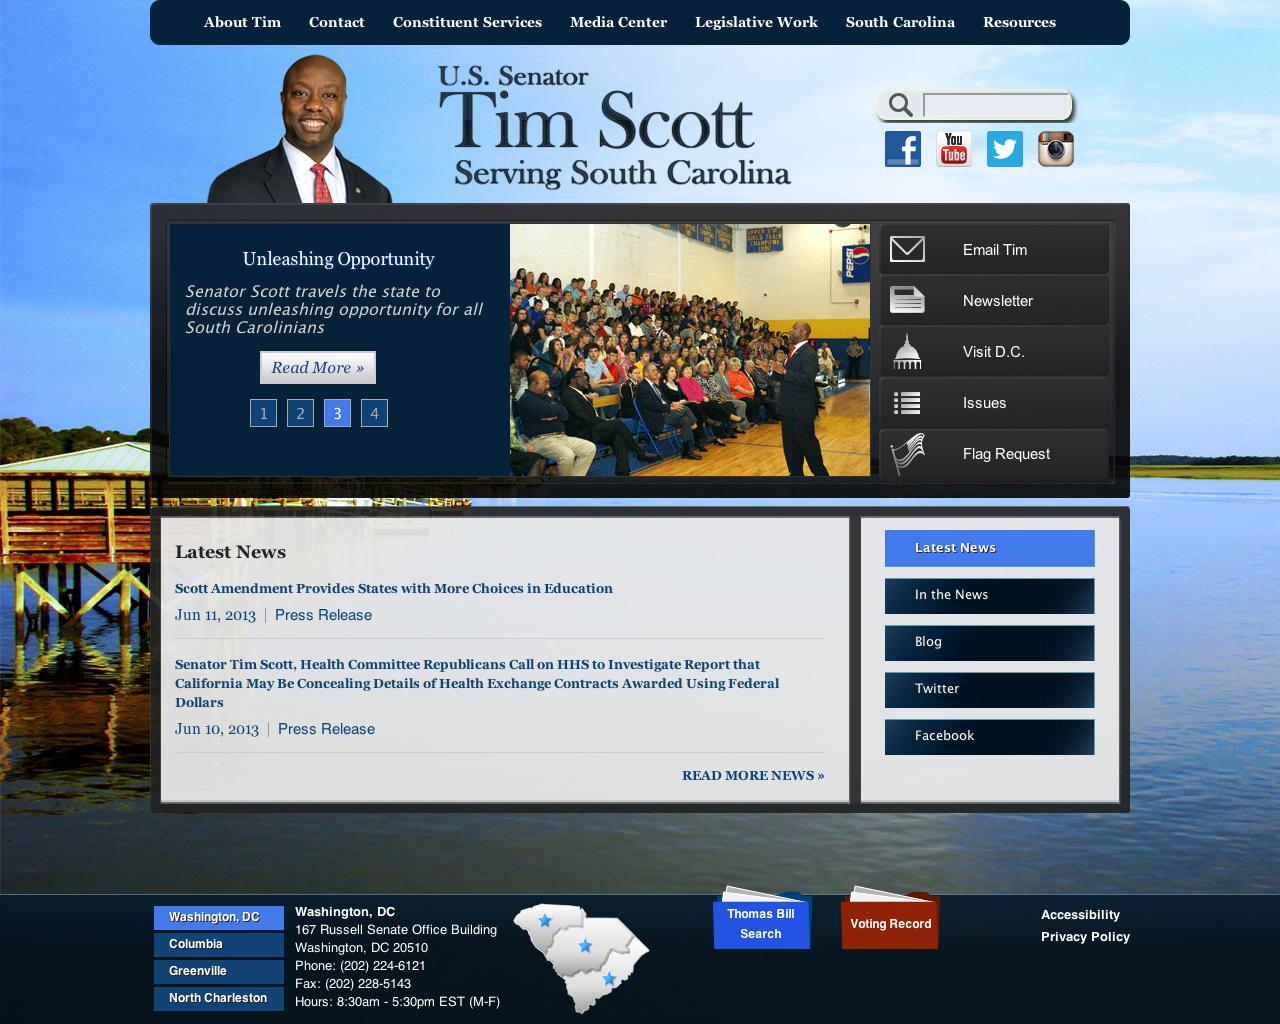 About Tim
Contact
Constituent Services
Media Center
Legislative Work
South Carolina
Resources
U.S. Senator
Tim Scott
Serving South Carolina
You
Tube
Unleashing Opportunity
Senator Scott travels the state to
discuss unleashing opportunity for all
South Carolinians
Read More »
1
2
3
4
PEPSI
Email Tim
Newsletter
Visit D.C.
Issues
Flag Request
Latest News
Scott Amendment Provides States with More Choices in Education
Jun 11, 2013 | Press Release
Senator Tim Scott, Health Committee Republicans Call on HHS to Investigate Report that
California May Be Concealing Details of Health Exchange Contracts Awarded Using Federal
Dollars
Jun 10, 2013 | Press Release
READ MORE NEWS »
Latest News
In the News
Blog
Twitter
Facebook
Washington, DC
Columbia
Greenville
North Charleston
Washington, DC
167 Russell Senate Office Building
Washington, DC 20510
Phone: (202) 224-6121
Fax: (202) 228-5143
Hours: 8:30am - 5:30pm EST (M-F)
Thomas Bill
Search
Voting Record
Accessibility
Privacy Policy